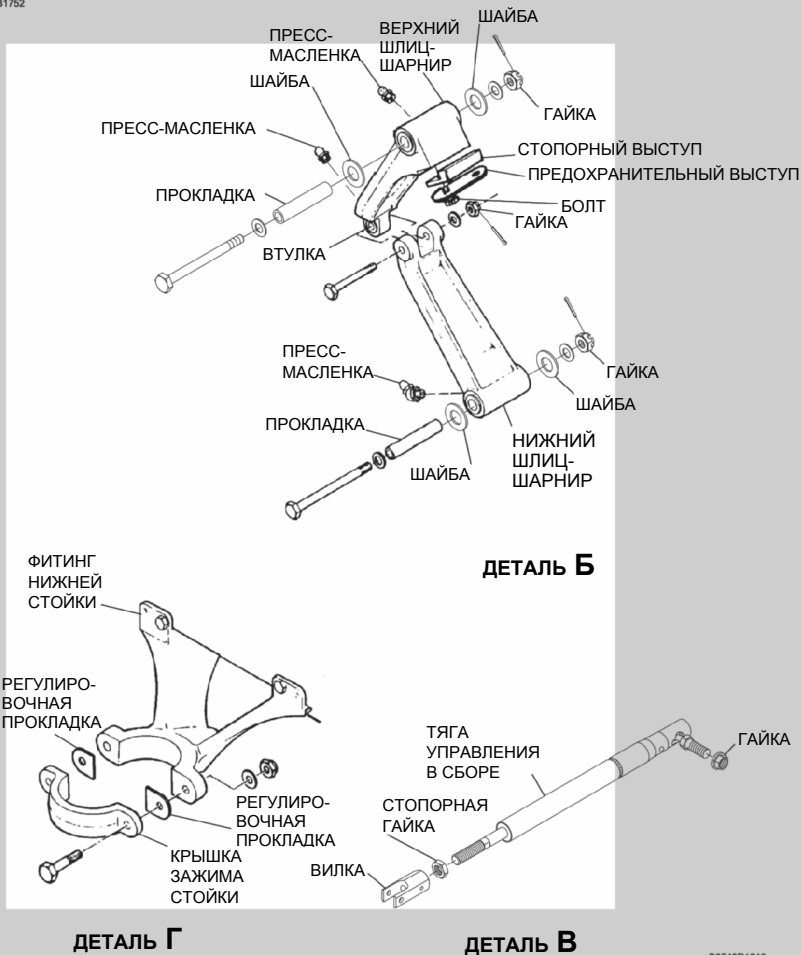 ПРЕСС-
МАСЛЕНКА
ВЕРХНИЙ
ШЛИЦ-
ШАРНИР
ШАЙБА
ШАЙБА
ГАЙКА
ПРЕСС-МАСЛЕНКА
СТОПОРНЫЙ ВЫСТУП
ПРЕДОХРАНИТЕЛЬНЫЙ ВЫСТУП
ПРОКЛАДКА
БОЛТ
ГАЙКА
ВТУЛКА
ПРЕСС-
МАСЛЕНКА
ГАЙКА
ШАЙБА
ПРОКЛАДКА
ШАЙБА
НИЖНИЙ
ШЛИЦ-
ШАРНИР
ДЕТАЛЬ Б
ФИТИНГ
НИЖНЕЙ
СТОЙКИ
РЕГУЛИРО-
ВОЧНАЯ
ПРОКЛАДКА
РЕГУЛИРО-
ВОЧНАЯ
ПРОКЛАДКА
КРЫШКА
ЗАЖИМА
СТОЙКИ
ДЕТАЛЬ Г
ТЯГА
УПРАВЛЕНИЯ
В СБОРЕ
ГАЙКА
СТОПОРНАЯ
ГАЙКА
ВИЛКА
ДЕТАЛЬ В